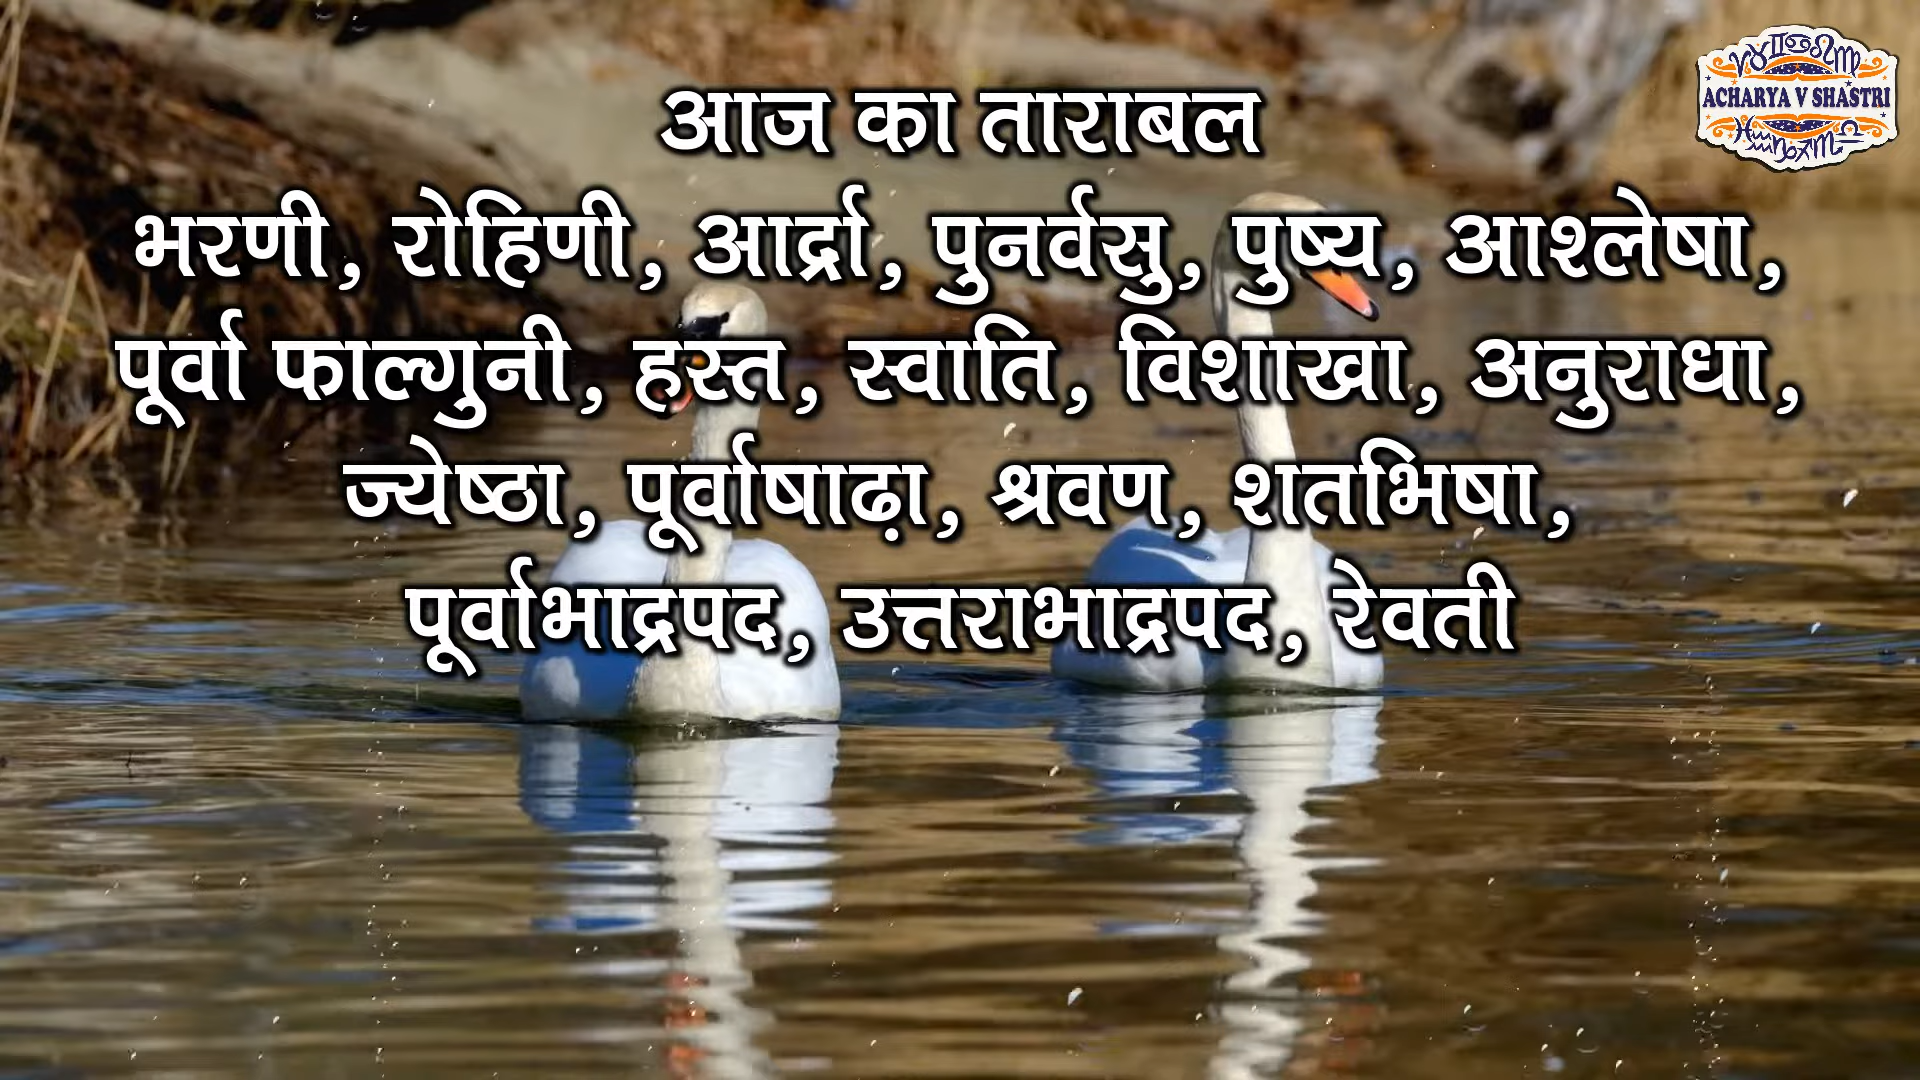 आज का ताराबल
ACHARYA V SHASTRI
भरणी, रोहिणी, आर्द्रा, पुनर्वसु, पुष्य, आश्लेषा,
पूर्वा फाल्गुनी, हस्त, स्वाति, विशाखा, अनुराधा,
ज्येष्ठा, पूर्वाषाढ़ा, श्रवण, शतभिषा,
पूर्वाभाद्रपद, उत्तराभाद्रपद, रेवती